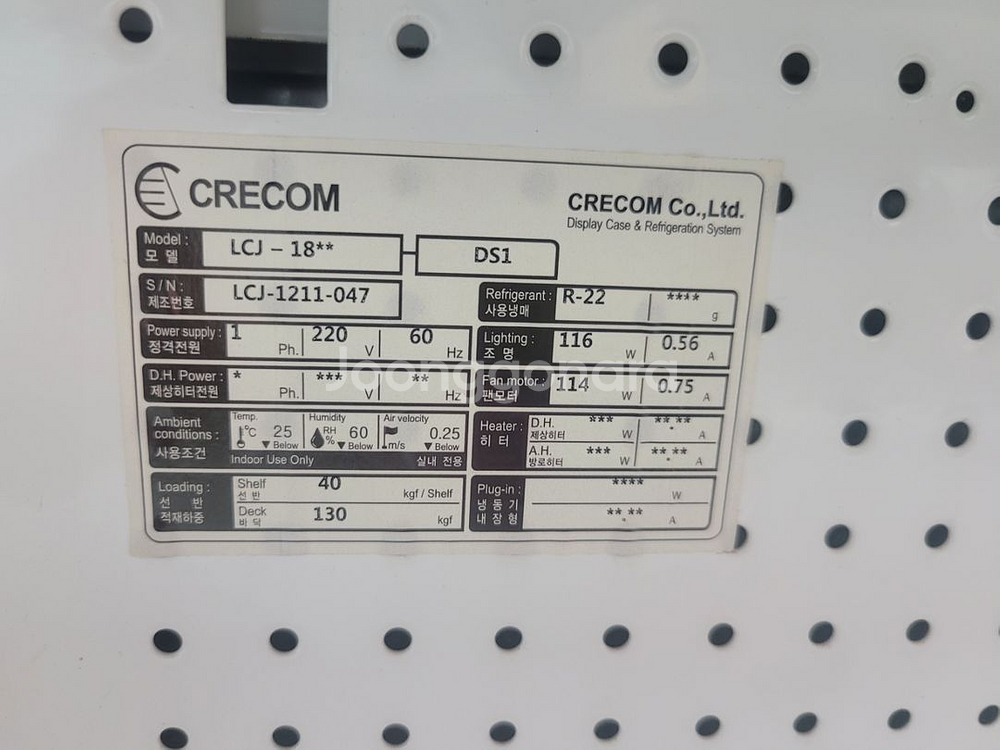 CRECOM
CRECOM Co.,Ltd.
Display Case & Refrigeration System
Model :
모 델
LCJ – 18**
DS1
S / N :
제조번호
LCJ-1211-047
Refrigerant :
사용냉매
R-22
****
g
Power supply :
정격전원
1 Ph.
220 V
60 Hz
Lighting :
조 명
116 W
0.56 A
D.H. Power :
제상히터전원
* Ph.
*** V
** Hz
Fan motor :
팬모터
114 W
0.75 A
Ambient
conditions :
사용조건
Temp.
℃ 25
▼ Below
Humidity
RH
% 60
▼ Below
Air velocity
m/s 0.25
▼ Below
Indoor Use Only
실내 전용
Heater :
히 터
D.H.
제상히터
*** W
**.** A
A.H.
방로히터
*** W
**.** A
Loading :
선 반
적재하중
Shelf
선 반
40
kgf / Shelf
Deck
바 닥
130
kgf
Plug-in :
냉 동 기
내 장 형
**** W
**.** A
Joonggonara